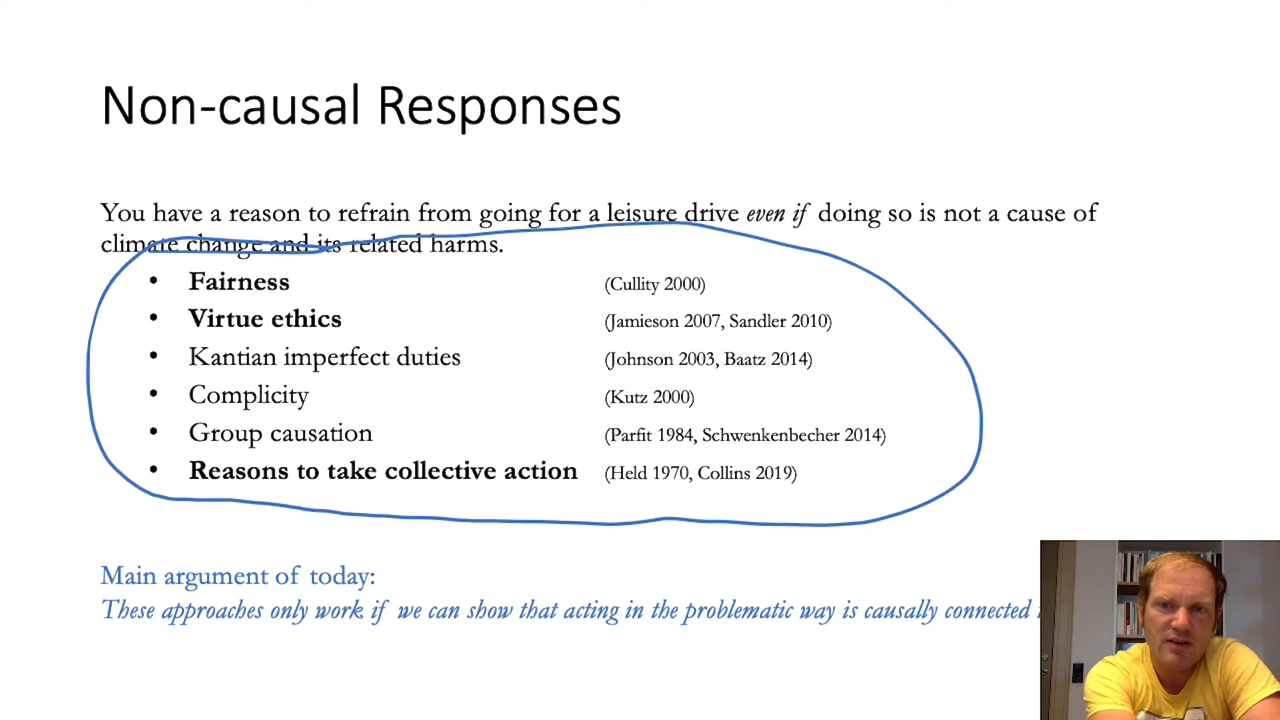 Non-causal Responses
You have a reason to refrain from going for a leisure drive even if doing so is not a cause of
climate change and its related harms.
• Fairness (Cullity 2000)
• Virtue ethics (Jamieson 2007, Sandler 2010)
• Kantian imperfect duties (Johnson 2003, Baatz 2014)
• Complicity (Kutz 2000)
• Group causation (Parfit 1984, Schwenkenbecher 2014)
• Reasons to take collective action (Held 1970, Collins 2019)
Main argument of today:
These approaches only work if we can show that acting in the problematic way is causally connected